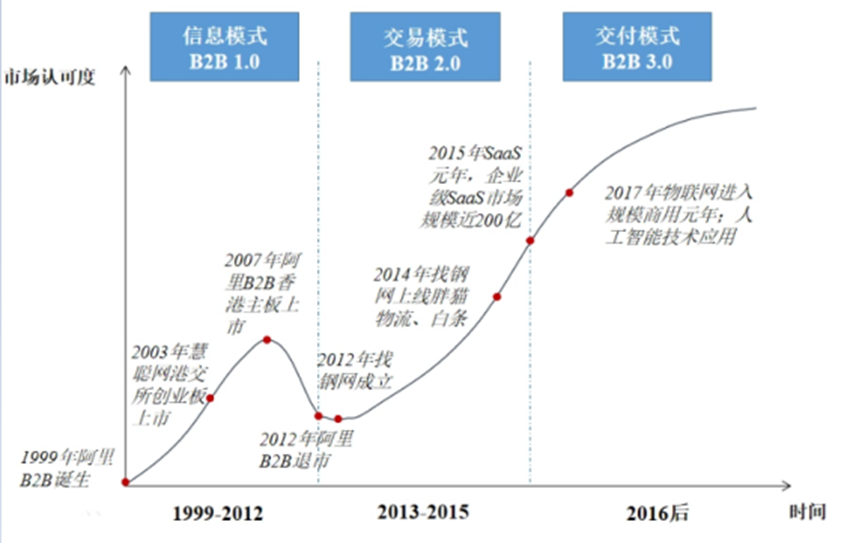 信息模式
B2B 1.0
交易模式
B2B 2.0
交付模式
B2B 3.0
市场认可度
2015年SaaS
元年，企业
级SaaS市场
规模近200亿
2017年物联网进入
规模商用元年；人
工智能技术应用
2007年阿
里B2B香
港主板上
市
2014年找钢
网上线胖猫
物流、白条
2003年慧
聪网港交
所创业板
上市
2012年找
钢网成立
2012年阿里
B2B退市
1999年阿里
B2B诞生
1999-2012
2013-2015
2016后
时间